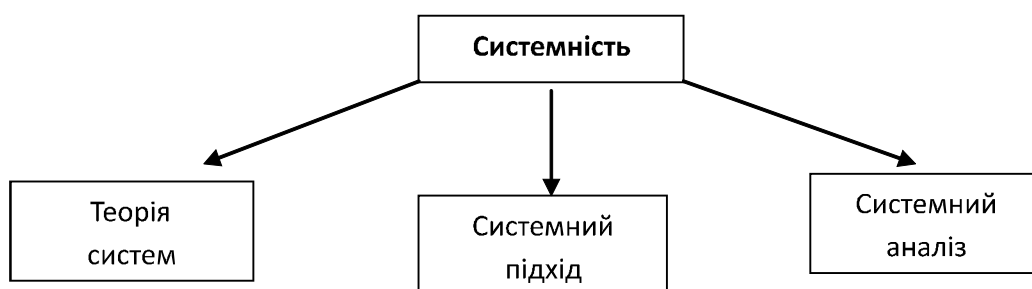 Системність
Теорія
систем
Системний
підхід
Системний
аналіз